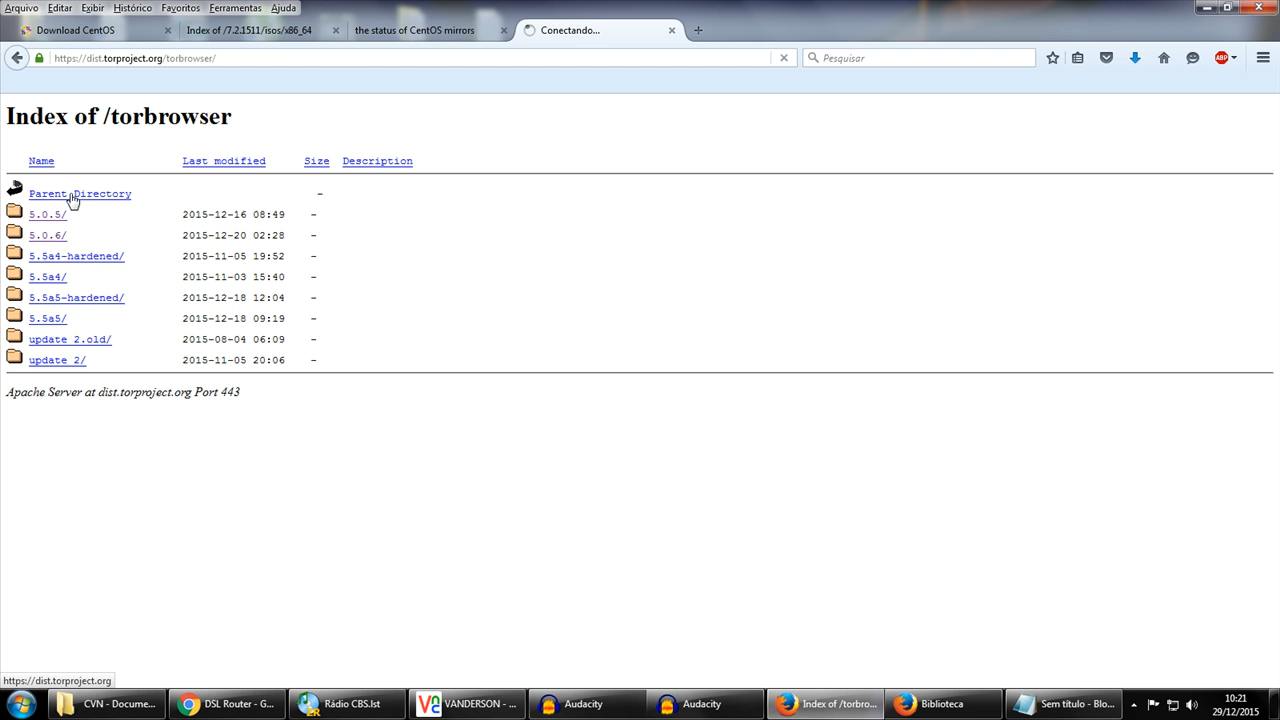 Arquivo Editar Exibir Histórico Favoritos Ferramentas Ajuda
Download CentOS Index of /7.2.1511/isos/x86_64 the status of CentOS mirrors Conectando...
https://dist.torproject.org/torbrowser/ Pesquisar ABP
Index of /torbrowser
Name Last modified Size Description
Parent Directory -
5.0.5/ 2015-12-16 08:49 -
5.0.6/ 2015-12-20 02:28 -
5.5a4-hardened/ 2015-11-05 19:52 -
5.5a4/ 2015-11-03 15:40 -
5.5a5-hardened/ 2015-12-18 12:04 -
5.5a5/ 2015-12-18 09:19 -
update_2.old/ 2015-08-04 06:09 -
update_2/ 2015-11-05 20:06 -
Apache Server at dist.torproject.org Port 443
https://dist.torproject.org
CVN - Docume... DSL Router - G... Rádio CBS.lst VANDERSON - ... Audacity Audacity Index of /torbro... Biblioteca Sem título - Blo... 10:21
29/12/2015